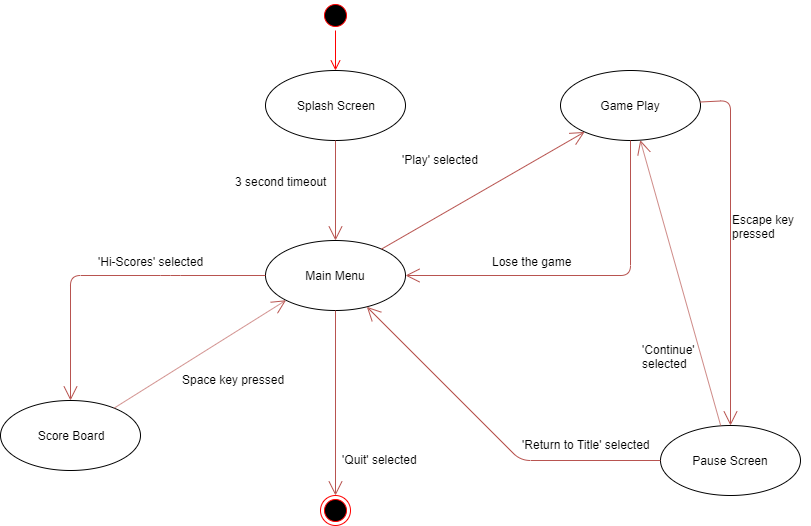 Splash Screen
Game Play
'Play' selected
3 second timeout
Escape key
pressed
'Hi-Scores' selected
Main Menu
Lose the game
'Continue'
selected
Space key pressed
Score Board
'Return to Title' selected
'Quit' selected
Pause Screen